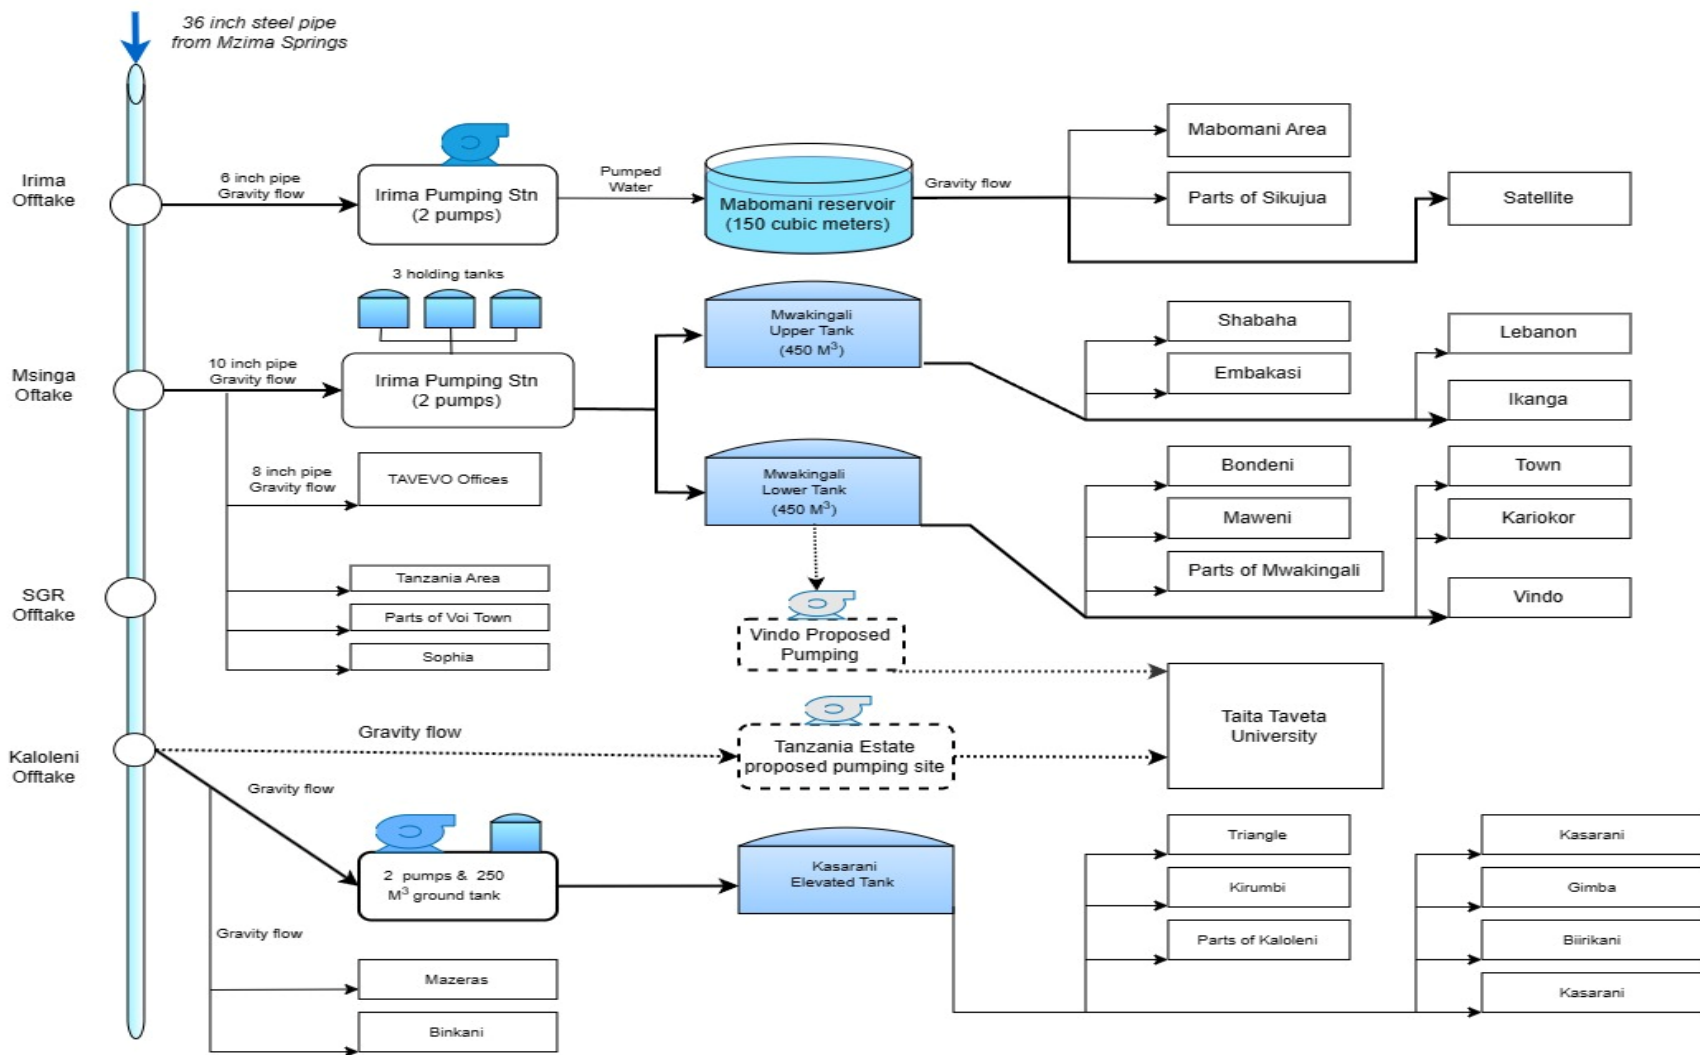 36 inch steel pipe
from Mzima Springs
Irima
Offtake
6 inch pipe
Gravity flow
Irima Pumping Stn
(2 pumps)
Pumped
Water
Mabomani reservoir
(150 cubic meters)
Gravity flow
Mabomani Area
Parts of Sikujua
Satellite
3 holding tanks
Msinga
Oftake
10 inch pipe
Gravity flow
Irima Pumping Stn
(2 pumps)
Mwakingali
Upper Tank
(450 M³)
Shabaha
Embakasi
Lebanon
Ikanga
8 inch pipe
Gravity flow
TAVEVO Offices
Mwakingali
Lower Tank
(450 M³)
Bondeni
Maweni
Parts of Mwakingali
Town
Kariokor
Vindo
SGR
Offtake
Tanzania Area
Parts of Voi Town
Sophia
Vindo Proposed
Pumping
Taita Taveta
University
Kaloleni
Offtake
Gravity flow
Tanzania Estate
proposed pumping site
Gravity flow
2 pumps & 250
M³ ground tank
Kasarani
Elevated Tank
Triangle
Kirumbi
Parts of Kaloleni
Kasarani
Gimba
Biirikani
Kasarani
Gravity flow
Mazeras
Binkani